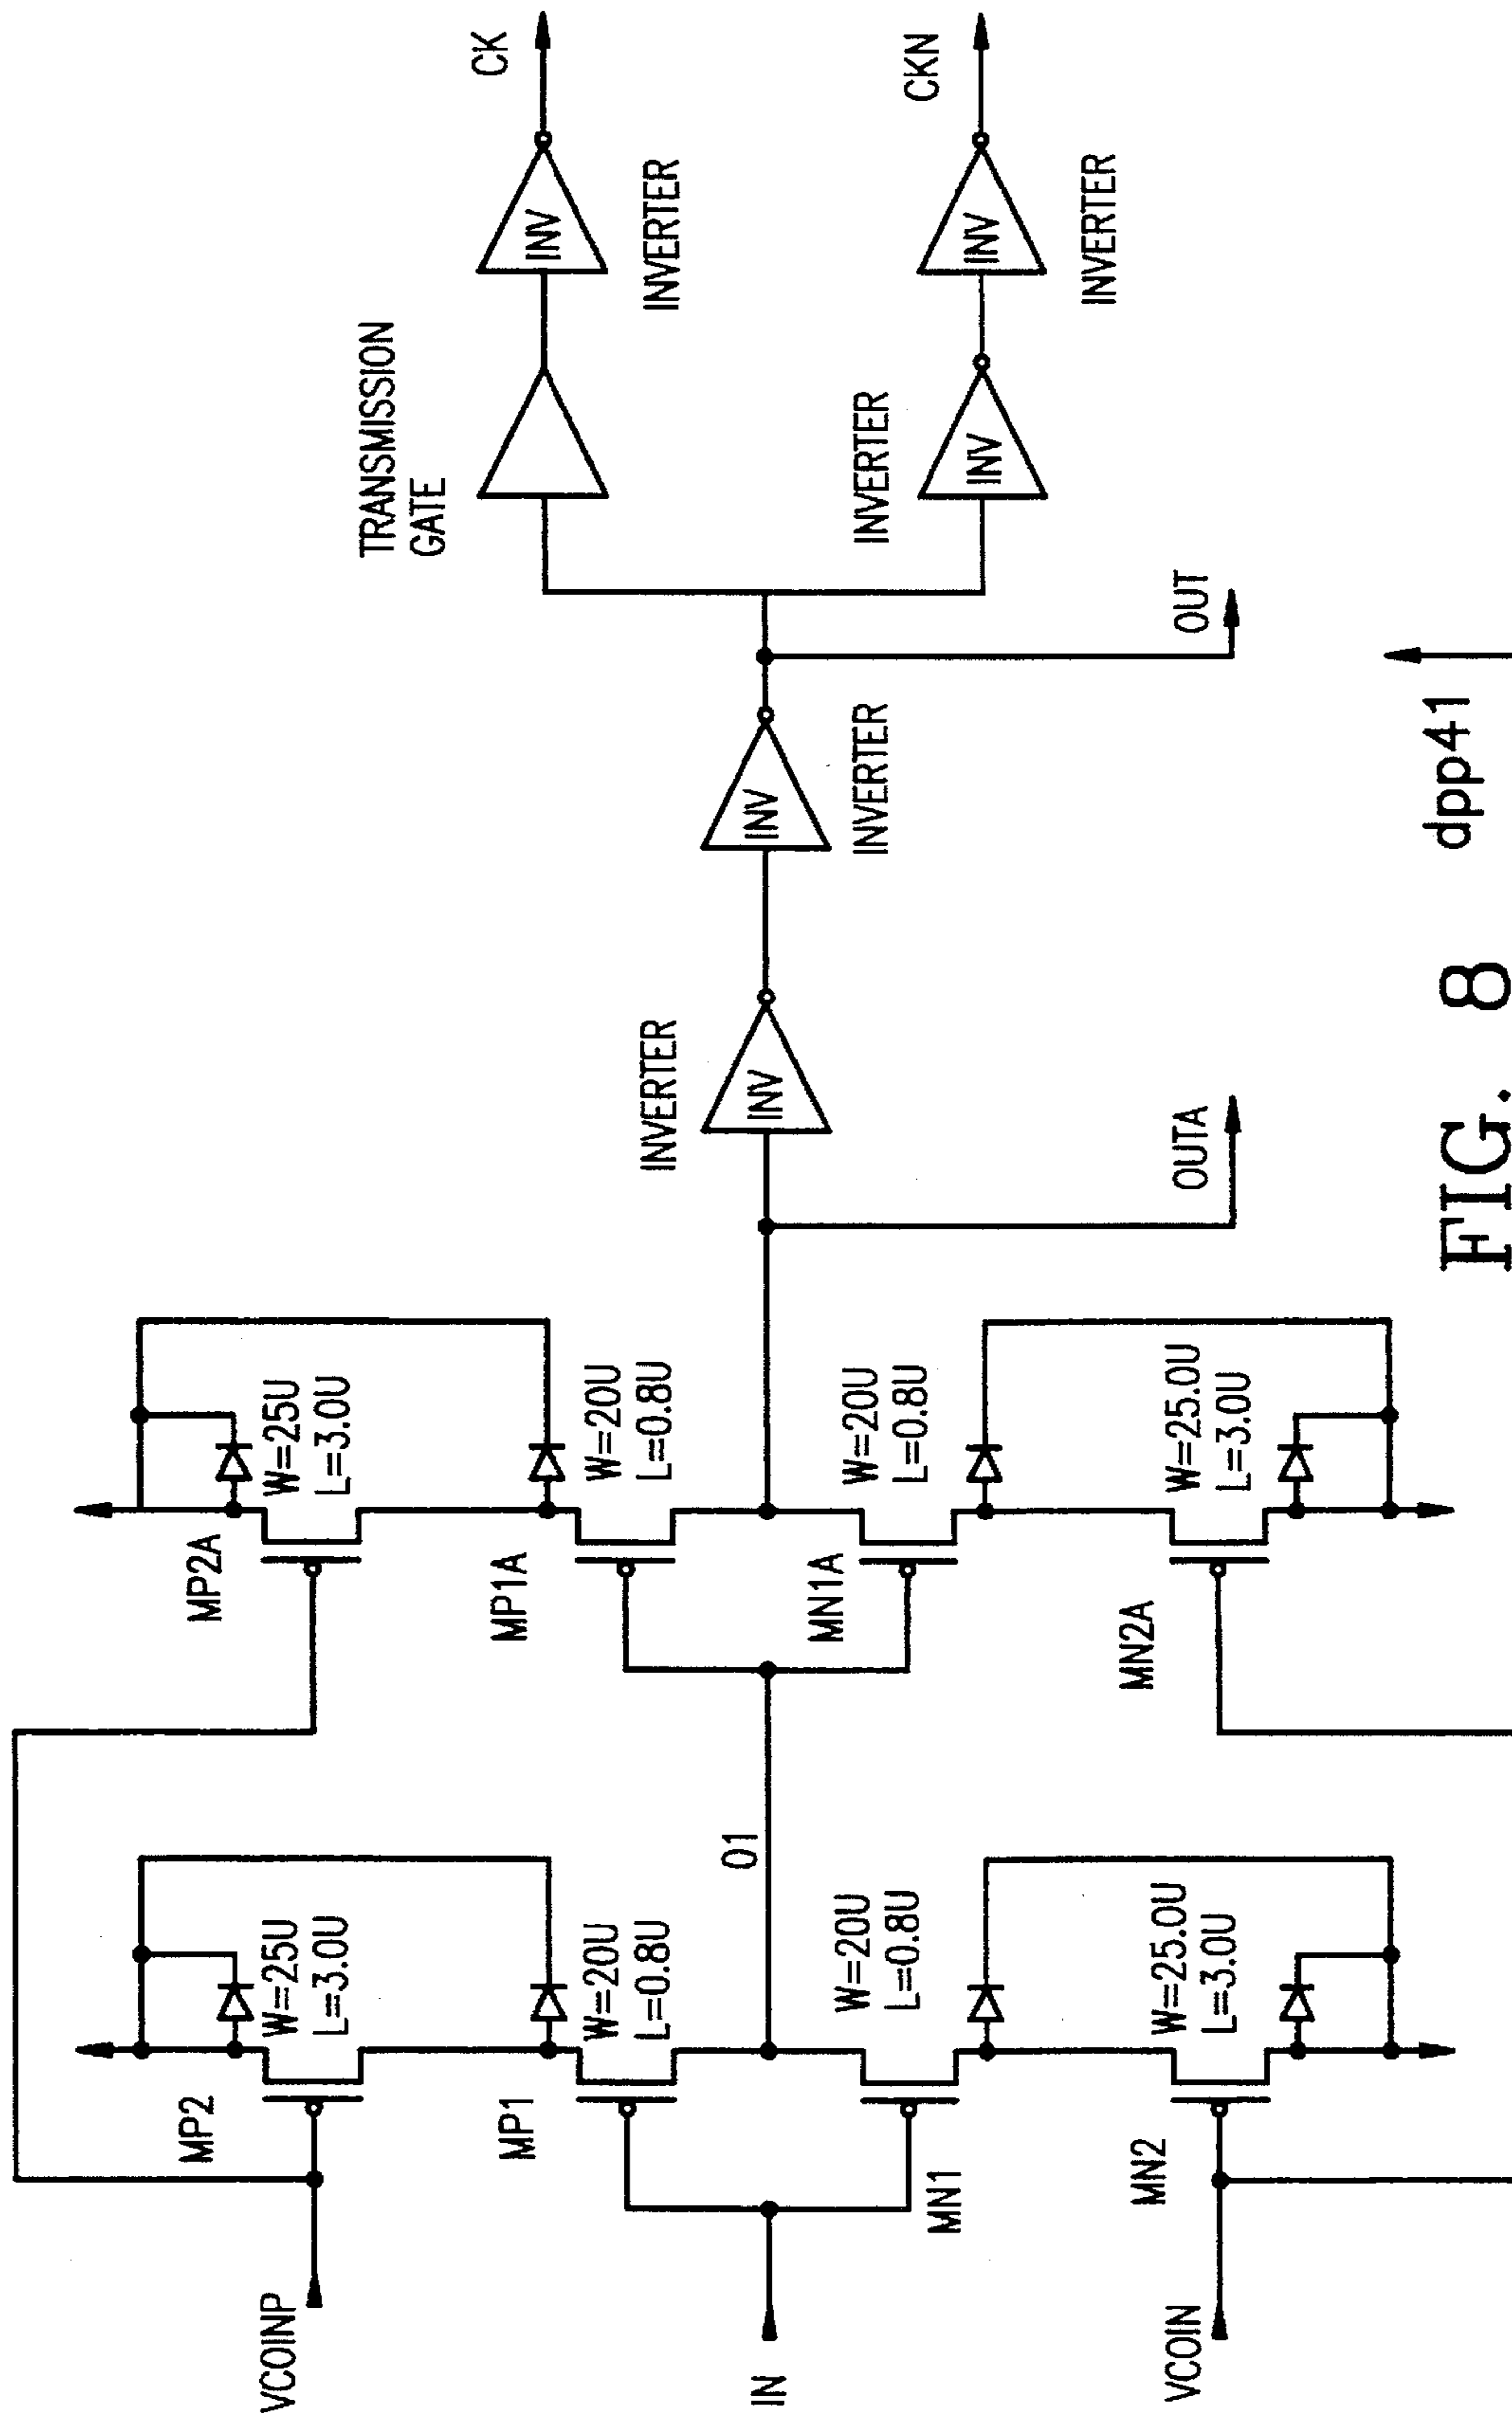 VCOINP
IN
VCOIN
MP2
W=25U
L=3.0U
MP1
W=20U
L=0.8U
MN1
W=20U
L=0.8U
MN2
W=25.0U
L=3.0U
O1
MP2A
W=25U
L=3.0U
MP1A
W=20U
L=0.8U
MN1A
W=20U
L=0.8U
MN2A
W=25.0U
L=3.0U
OUTA
INVERTER
INV
INV
INVERTER
OUT
TRANSMISSION
GATE
INV
INVERTER
CK
INVERTER
INV
INV
INVERTER
CKN
FIG. 8
dpp41